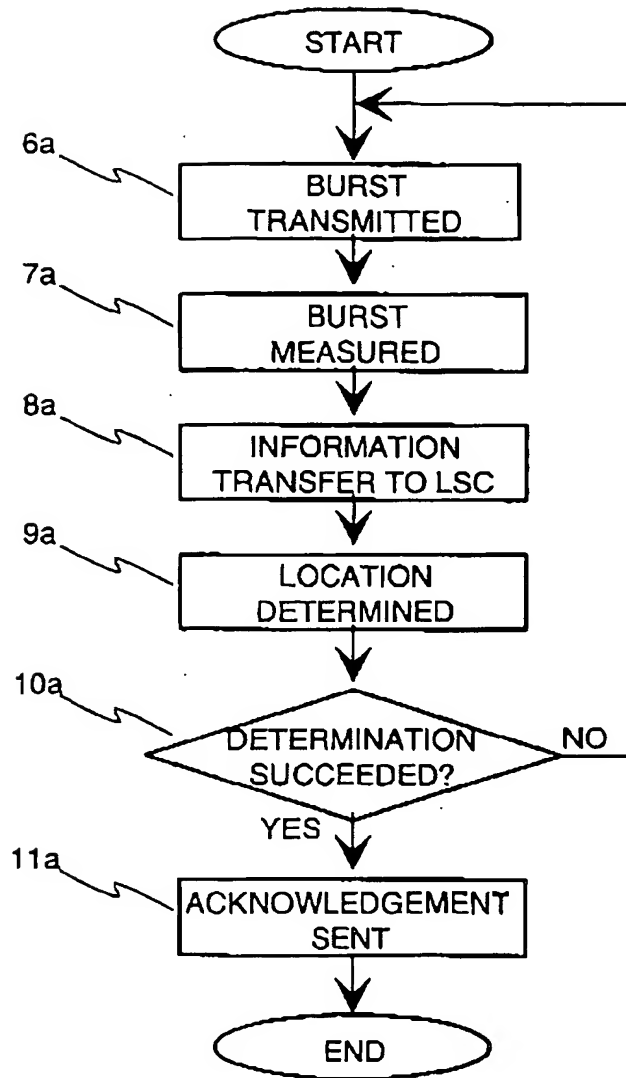 START
6a
BURST
TRANSMITTED
7a
BURST
MEASURED
8a
INFORMATION
TRANSFER TO LSC
9a
LOCATION
DETERMINED
10a
DETERMINATION
SUCCEEDED?
NO
YES
11a
ACKNOWLEDGEMENT
SENT
END